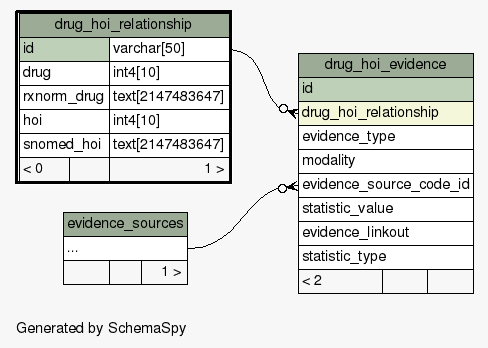 drug_hoi_relationship
id varchar[50]
drug int4[10]
rxnorm_drug text[2147483647]
hoi int4[10]
snomed_hoi text[2147483647]
< 0 1 >
drug_hoi_evidence
id
drug_hoi_relationship
evidence_type
modality
evidence_source_code_id
statistic_value
evidence_linkout
statistic_type
< 2
evidence_sources
...
1 >
Generated by SchemaSpy